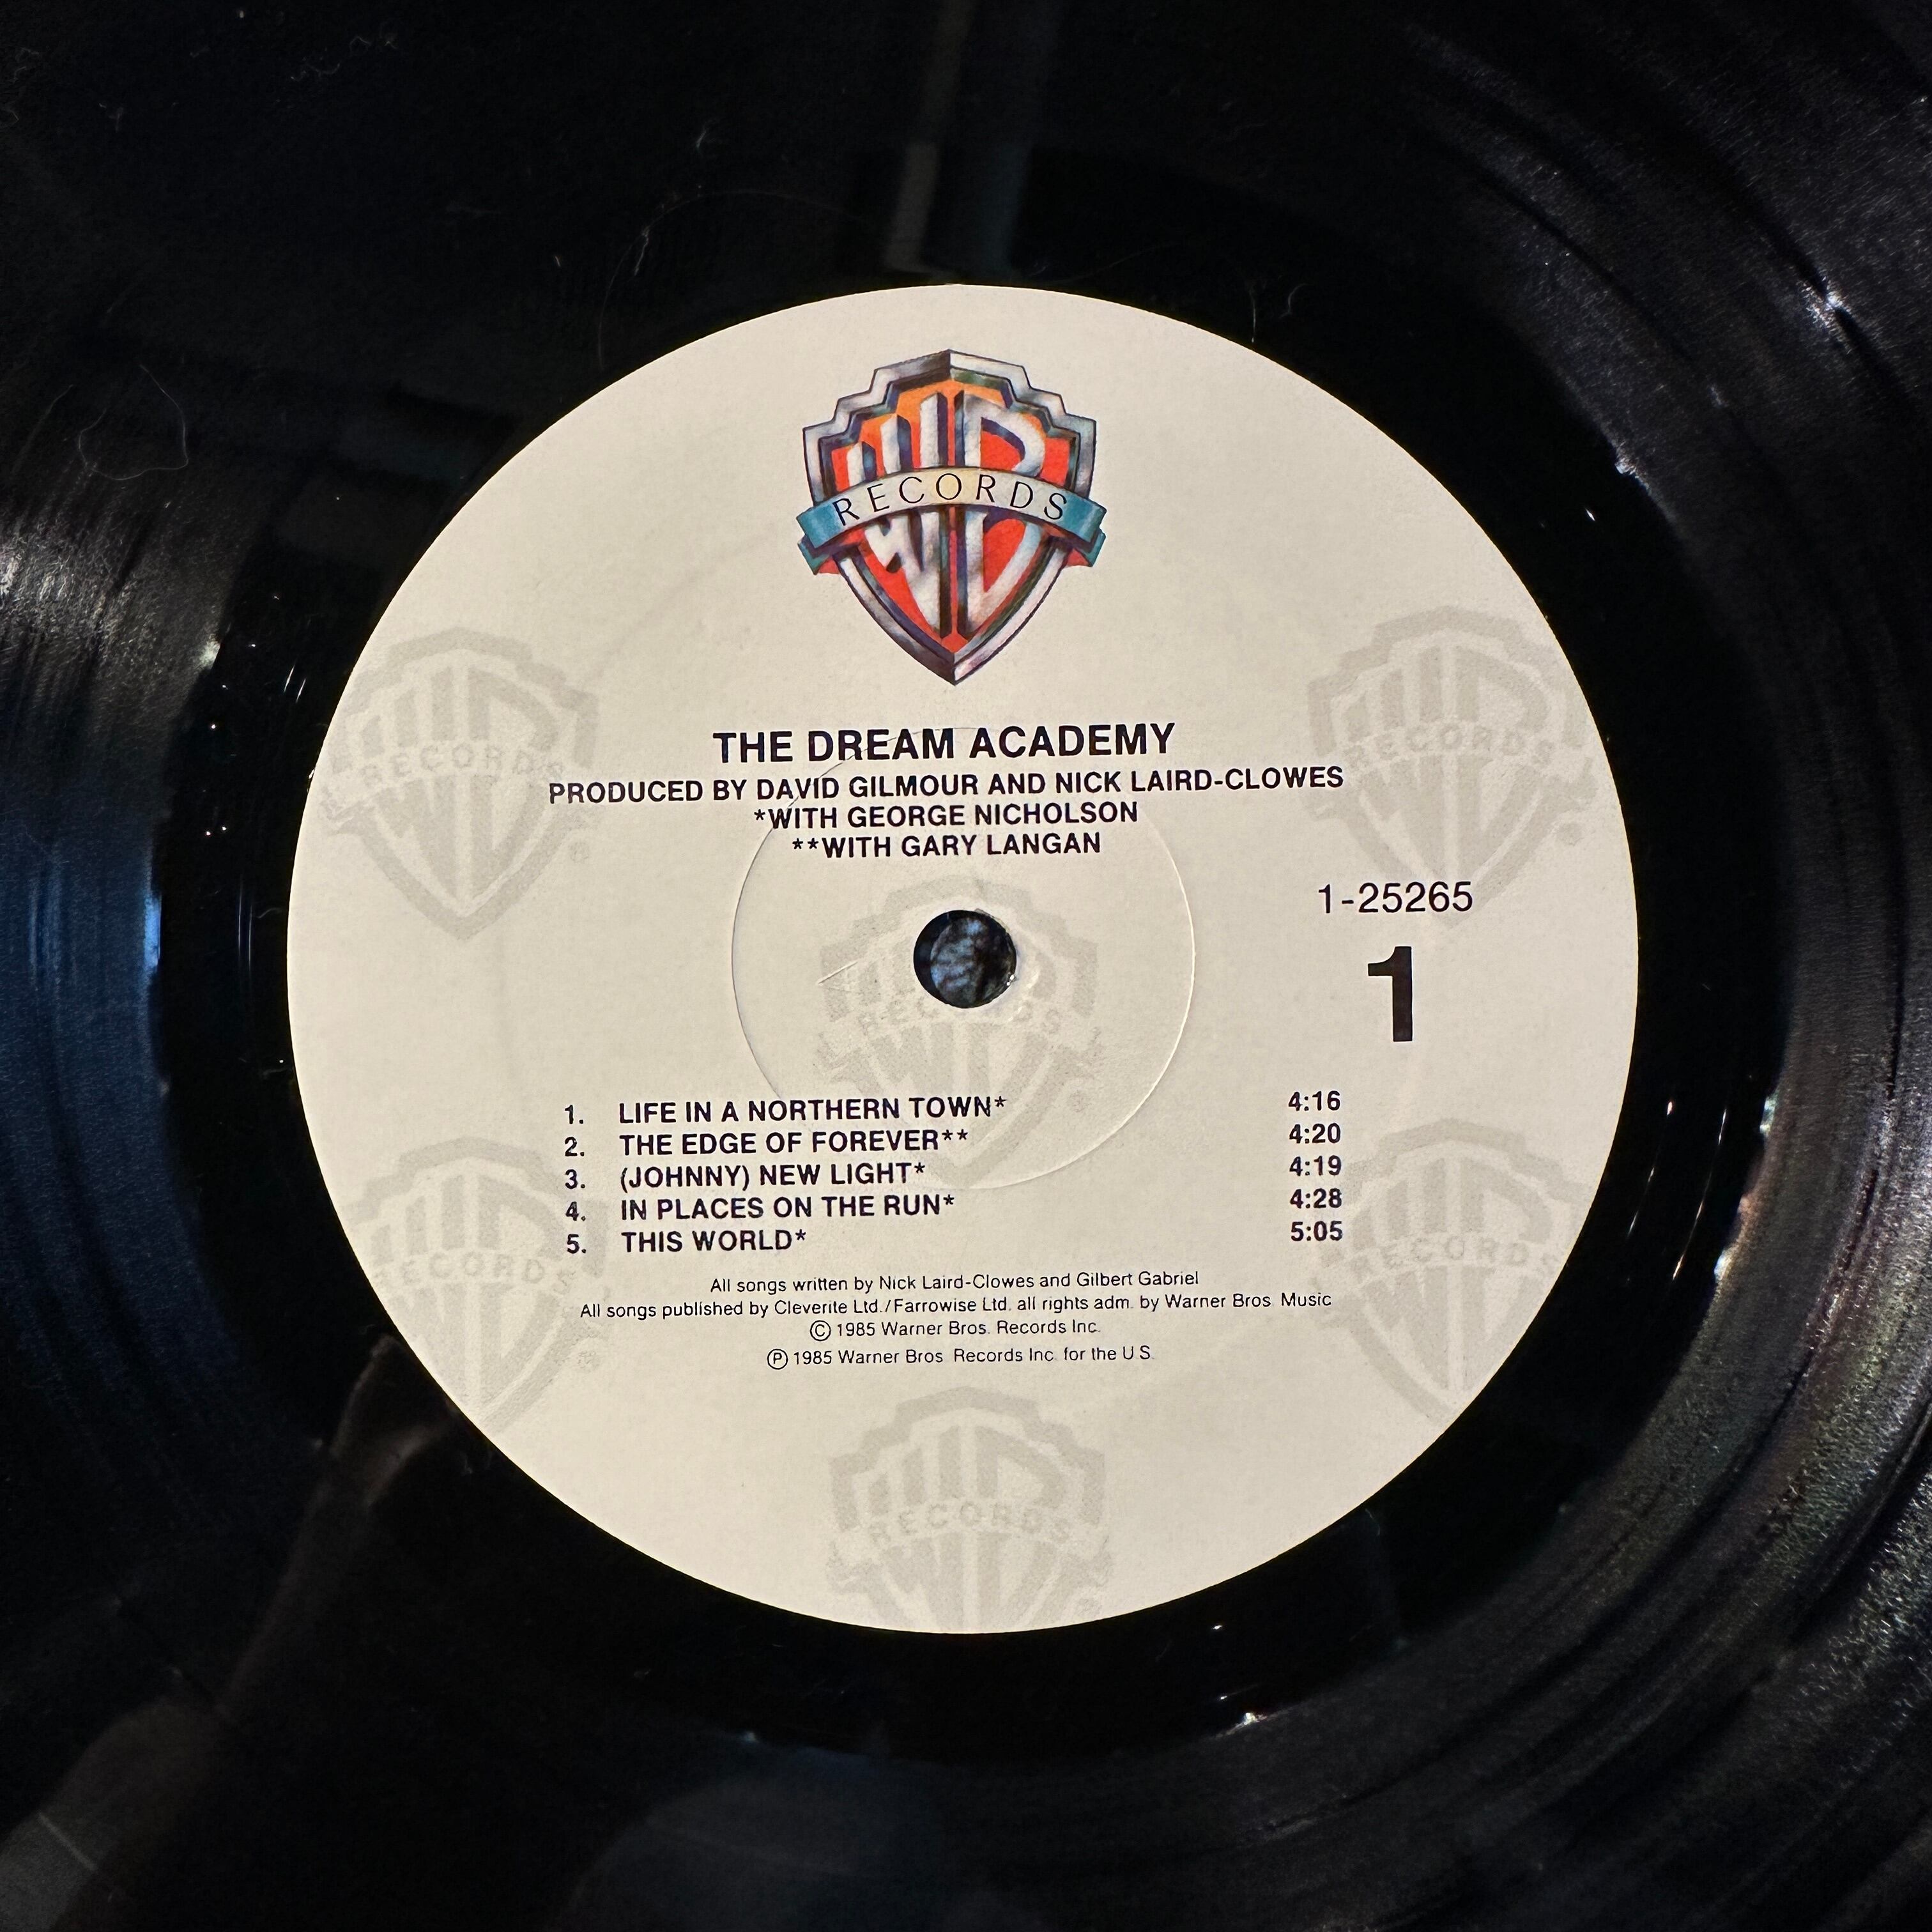 WB
RECORDS
THE DREAM ACADEMY
PRODUCED BY DAVID GILMOUR AND NICK LAIRD-CLOWES
*WITH GEORGE NICHOLSON
**WITH GARY LANGAN
1-25265
1
1. LIFE IN A NORTHERN TOWN* 4:16
2. THE EDGE OF FOREVER** 4:20
3. (JOHNNY) NEW LIGHT* 4:19
4. IN PLACES ON THE RUN* 4:28
5. THIS WORLD* 5:05
All songs written by Nick Laird-Clowes and Gilbert Gabriel
All songs published by Cleverite Ltd./Farrowise Ltd. all rights adm. by Warner Bros. Music
© 1985 Warner Bros. Records Inc.
℗ 1985 Warner Bros. Records Inc. for the U.S.